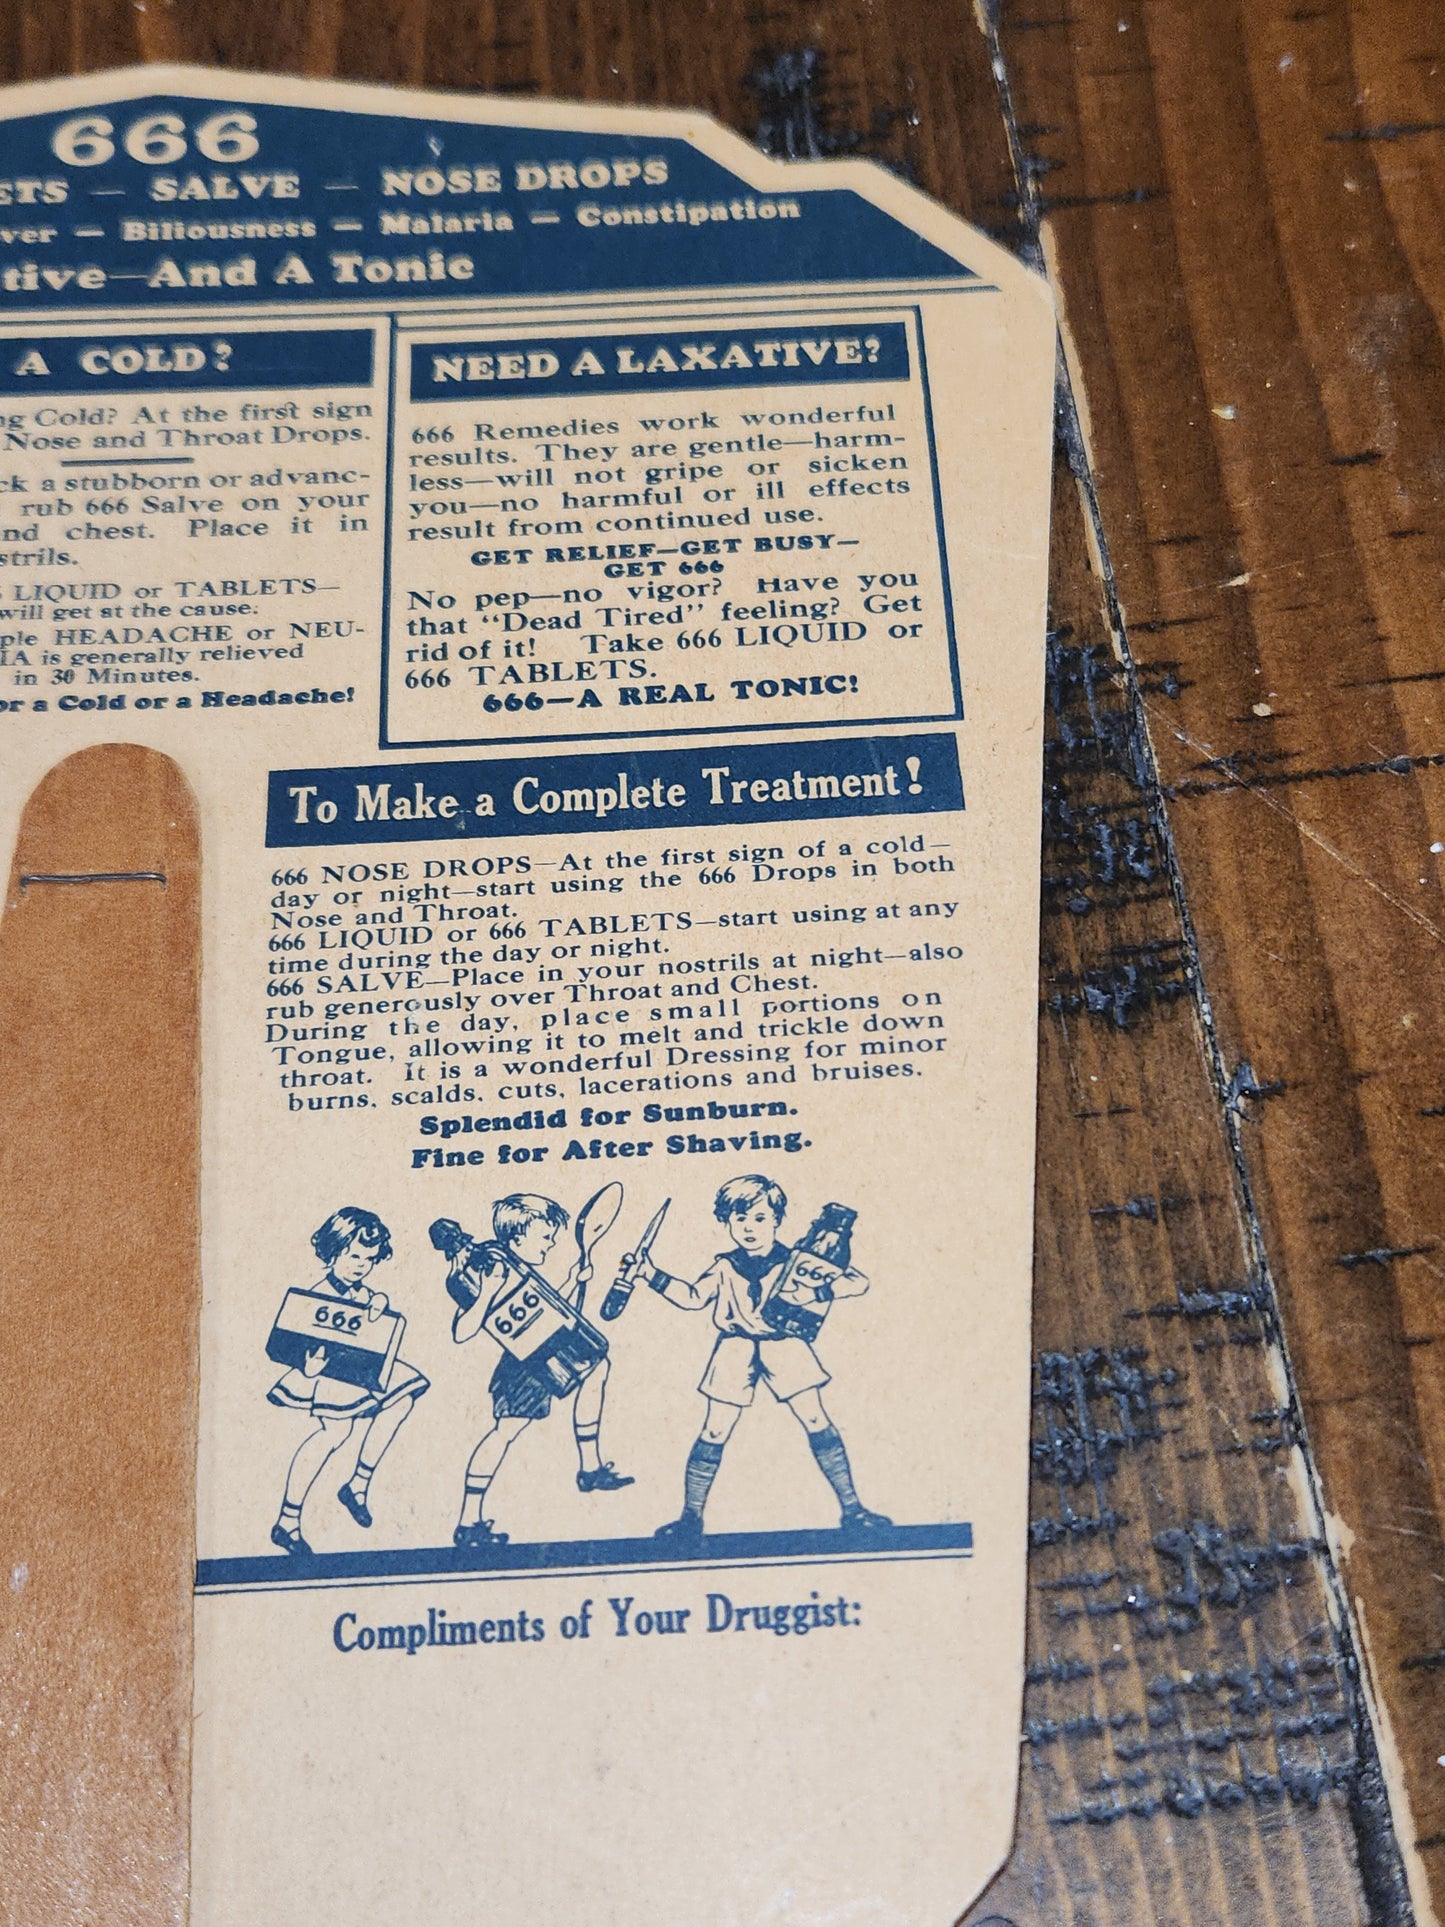 666
SALVE — NOSE DROPS
— Biliousness — Malaria — Constipation
And A Tonic
A COLD?
Cold? At the first sign
Nose and Throat Drops.
a stubborn or advanc-
rub 666 Salve on your
chest. Place it in
LIQUID or TABLETS—
will get at the cause.
HEADACHE or NEU-
is generally relieved
in 30 Minutes.
a Cold or a Headache!
NEED A LAXATIVE?
666 Remedies work wonderful
results. They are gentle—harm-
less—will not gripe or sicken
you—no harmful or ill effects
result from continued use.
GET RELIEF—GET BUSY—
GET 666
No pep—no vigor? Have you
that "Dead Tired" feeling? Get
rid of it! Take 666 LIQUID or
666 TABLETS.
666—A REAL TONIC!
To Make a Complete Treatment!
666 NOSE DROPS—At the first sign of a cold—
day or night—start using the 666 Drops in both
Nose and Throat.
666 LIQUID or 666 TABLETS—start using at any
time during the day or night.
666 SALVE—Place in your nostrils at night—also
rub generously over Throat and Chest.
During the day, place small portions on
Tongue, allowing it to melt and trickle down
throat. It is a wonderful Dressing for minor
burns, scalds, cuts, lacerations and bruises.
Splendid for Sunburn.
Fine for After Shaving.
666
666
666
Compliments of Your Druggist: